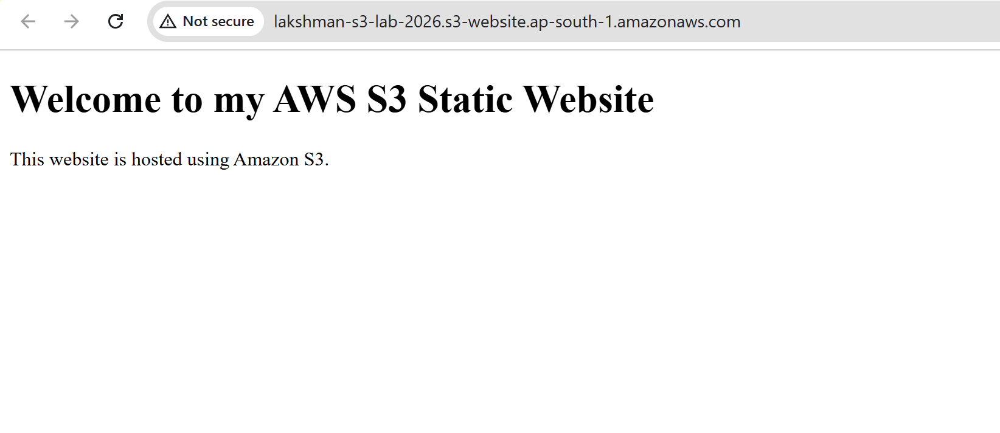 Not secure lakshman-s3-lab-2026.s3-website.ap-south-1.amazonaws.com
Welcome to my AWS S3 Static Website
This website is hosted using Amazon S3.